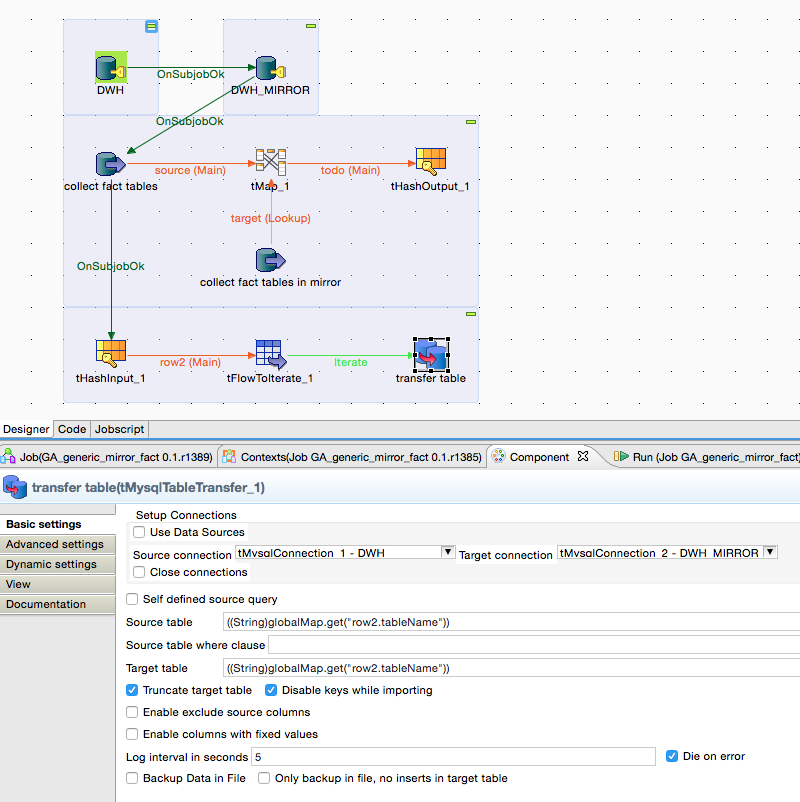 OnSubjobOk
DWH
DWH_MIRROR
OnSubjobOk
source (Main)
todo (Main)
collect fact tables
tMap_1
tHashOutput_1
target (Lookup)
OnSubjobOk
collect fact tables in mirror
row2 (Main)
Iterate
tHashInput_1
tFlowToIterate_1
transfer table
Designer Code Jobscript
Job(GA_generic_mirror_fact 0.1.r1389) Contexts(Job GA_generic_mirror_fact 0.1.r1385) Component Run (Job GA_generic_mirror_fact)
transfer table(tMysqlTableTransfer_1)
Basic settings
Advanced settings
Dynamic settings
View
Documentation
Setup Connections
Use Data Sources
Source connection tMysqlConnection_1 - DWH Target connection tMysqlConnection_2 - DWH_MIRROR
Close connections
Self defined source query
Source table ((String)globalMap.get("row2.tableName"))
Source table where clause
Target table ((String)globalMap.get("row2.tableName"))
Truncate target table Disable keys while importing
Enable exclude source columns
Enable columns with fixed values
Log interval in seconds 5 Die on error
Backup Data in File Only backup in file, no inserts in target table